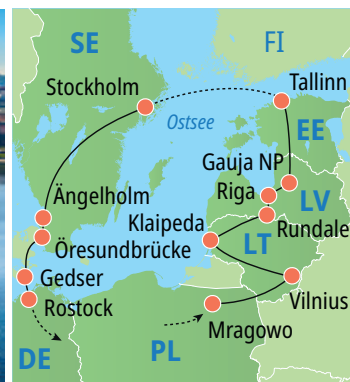 SE
FI
Stockholm
Tallinn
Ostsee
EE
Gauja NP
Ängelholm
Riga
LV
Klaipeda
Rundale
Öresundbrücke
LT
Gedser
Vilnius
Rostock
Mragowo
DE
PL